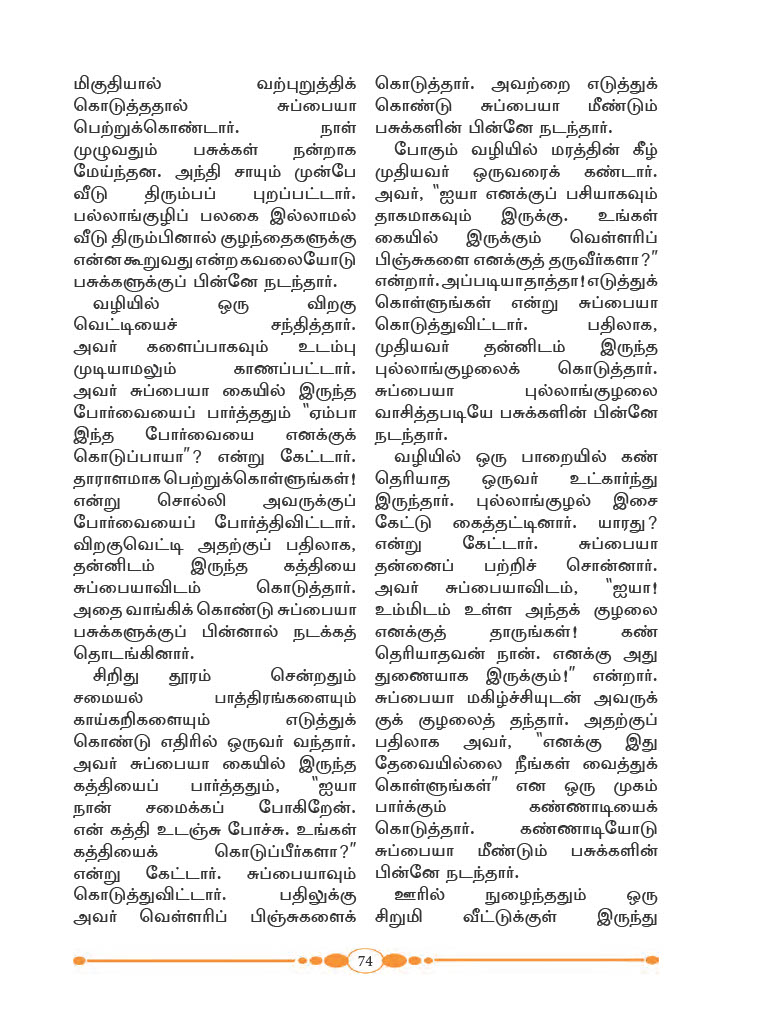 மிகுதியால் வற்புறுத்திக்
கொடுத்ததால் சுப்பையா
பெற்றுக்கொண்டார். நாள்
முழுவதும் பசுக்கள் நன்றாக
மேய்ந்தன. அந்தி சாயும் முன்பே
வீடு திரும்பப் புறப்பட்டார்.
பல்லாங்குழிப் பலகை இல்லாமல்
வீடு திரும்பினால் குழந்தைகளுக்கு
என்ன கூறுவது என்ற கவலையோடு
பசுக்களுக்குப் பின்னே நடந்தார்.
வழியில் ஒரு விறகு
வெட்டியைச் சந்தித்தார்.
அவர் களைப்பாகவும் உடம்பு
முடியாமலும் காணப்பட்டார்.
அவர் சுப்பையா கையில் இருந்த
போர்வையைப் பார்த்ததும் “ஏம்பா
இந்த போர்வையை எனக்குக்
கொடுப்பாயா”? என்று கேட்டார்.
தாராளமாக பெற்றுக்கொள்ளுங்கள்!
என்று சொல்லி அவருக்குப்
போர்வையைப் போர்த்திவிட்டார்.
விறகுவெட்டி அதற்குப் பதிலாக,
தன்னிடம் இருந்த கத்தியை
சுப்பையாவிடம் கொடுத்தார்.
அதை வாங்கிக் கொண்டு சுப்பையா
பசுக்களுக்குப் பின்னால் நடக்கத்
தொடங்கினார்.
சிறிது தூரம் சென்றதும்
சமையல் பாத்திரங்களையும்
காய்கறிகளையும் எடுத்துக்
கொண்டு எதிரில் ஒருவர் வந்தார்.
அவர் சுப்பையா கையில் இருந்த
கத்தியைப் பார்த்ததும், “ஐயா
நான் சமைக்கப் போகிறேன்.
என் கத்தி உடஞ்சு போச்சு. உங்கள்
கத்தியைக் கொடுப்பீர்களா?”
என்று கேட்டார். சுப்பையாவும்
கொடுத்துவிட்டார். பதிலுக்கு
அவர் வெள்ளரிப் பிஞ்சுகளைக்
கொடுத்தார். அவற்றை எடுத்துக்
கொண்டு சுப்பையா மீண்டும்
பசுக்களின் பின்னே நடந்தார்.
போகும் வழியில் மரத்தின் கீழ்
முதியவர் ஒருவரைக் கண்டார்.
அவர், “ஐயா எனக்குப் பசியாகவும்
தாகமாகவும் இருக்கு. உங்கள்
கையில் இருக்கும் வெள்ளரிப்
பிஞ்சுகளை எனக்குத் தருவீர்களா?”
என்றார். அப்படியா தாத்தா! எடுத்துக்
கொள்ளுங்கள் என்று சுப்பையா
கொடுத்துவிட்டார். பதிலாக,
முதியவர் தன்னிடம் இருந்த
புல்லாங்குழலைக் கொடுத்தார்.
சுப்பையா புல்லாங்குழலை
வாசித்தபடியே பசுக்களின் பின்னே
நடந்தார்.
வழியில் ஒரு பாறையில் கண்
தெரியாத ஒருவர் உட்கார்ந்து
இருந்தார். புல்லாங்குழல் இசை
கேட்டு கைத்தட்டினார். யாரது?
என்று கேட்டார். சுப்பையா
தன்னைப் பற்றிச் சொன்னார்.
அவர் சுப்பையாவிடம், “ஐயா!
உம்மிடம் உள்ள அந்தக் குழலை
எனக்குத் தாருங்கள்! கண்
தெரியாதவன் நான். எனக்கு அது
துணையாக இருக்கும்!” என்றார்.
சுப்பையா மகிழ்ச்சியுடன் அவருக்
குக் குழலைத் தந்தார். அதற்குப்
பதிலாக அவர், “எனக்கு இது
தேவையில்லை நீங்கள் வைத்துக்
கொள்ளுங்கள்” என ஒரு முகம்
பார்க்கும் கண்ணாடியைக்
கொடுத்தார். கண்ணாடியோடு
சுப்பையா மீண்டும் பசுக்களின்
பின்னே நடந்தார்.
ஊரில் நுழைந்ததும் ஒரு
சிறுமி வீட்டுக்குள் இருந்து
74